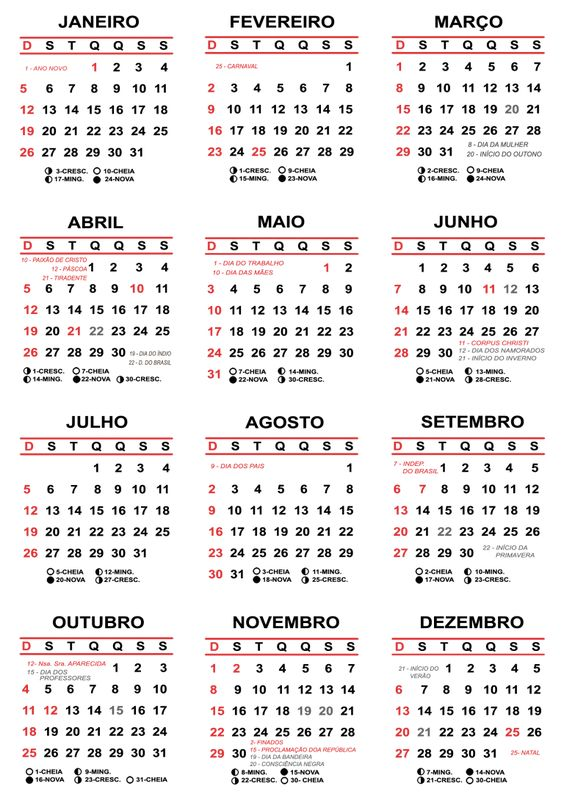 JANEIRO
D S T Q Q S S
1 - ANO NOVO 1 2 3 4
5 6 7 8 9 10 11
12 13 14 15 16 17 18
19 20 21 22 23 24 25
26 27 28 29 30 31
3-CRESC. 10-CHEIA
17-MING. 24-NOVA
FEVEREIRO
D S T Q Q S S
25 - CARNAVAL 1
2 3 4 5 6 7 8
9 10 11 12 13 14 15
16 17 18 19 20 21 22
23 24 25 26 27 28 29
1-CRESC. 9-CHEIA
15-MING. 23-NOVA
MARÇO
D S T Q Q S S
1 2 3 4 5 6 7
8 9 10 11 12 13 14
15 16 17 18 19 20 21
22 23 24 25 26 27 28
29 30 31 8 - DIA DA MULHER
20 - INÍCIO DO OUTONO
2-CRESC. 9-CHEIA
16-MING. 24-NOVA
ABRIL
D S T Q Q S S
10 - PAIXÃO DE CRISTO
12 - PÁSCOA 1 2 3 4
21 - TIRADENTE
5 6 7 8 9 10 11
12 13 14 15 16 17 18
19 20 21 22 23 24 25
26 27 28 29 30 19 - DIA DO ÍNDIO
22 - D. DO BRASIL
1-CRESC. 7-CHEIA
14-MING. 22-NOVA 30-CRESC.
MAIO
D S T Q Q S S
1 - DIA DO TRABALHO 1 2
10 - DIA DAS MÃES
3 4 5 6 7 8 9
10 11 12 13 14 15 16
17 18 19 20 21 22 23
24 25 26 27 28 29 30
31
7-CHEIA 14-MING.
22-NOVA 30-CRESC.
JUNHO
D S T Q Q S S
1 2 3 4 5 6
7 8 9 10 11 12 13
14 15 16 17 18 19 20
21 22 23 24 25 26 27
28 29 30 11 - CORPUS CHRISTI
12 - DIA DOS NAMORADOS
21 - INÍCIO DO INVERNO
5-CHEIA 13-MING.
21-NOVA 28-CRESC.
JULHO
D S T Q Q S S
1 2 3 4
5 6 7 8 9 10 11
12 13 14 15 16 17 18
19 20 21 22 23 24 25
26 27 28 29 30 31
5-CHEIA 12-MING.
20-NOVA 27-CRESC.
AGOSTO
D S T Q Q S S
9 - DIA DOS PAIS 1
2 3 4 5 6 7 8
9 10 11 12 13 14 15
16 17 18 19 20 21 22
23 24 25 26 27 28 29
30 31
3-CHEIA 11-MING.
18-NOVA 25-CRESC.
SETEMBRO
D S T Q Q S S
7 - INDEP. DO BRASIL 1 2 3 4 5
6 7 8 9 10 11 12
13 14 15 16 17 18 19
20 21 22 23 24 25 26
27 28 29 30 22 - INÍCIO DA
PRIMAVERA
2-CHEIA 10-MING.
17-NOVA 23-CRESC.
OUTUBRO
D S T Q Q S S
12- Nsa. Sra. APARECIDA 1 2 3
15 - DIA DOS
PROFESSORES
4 5 6 7 8 9 10
11 12 13 14 15 16 17
18 19 20 21 22 23 24
25 26 27 28 29 30 31
1-CHEIA 9-MING.
16-NOVA 23-CRESC. 31-CHEIA
NOVEMBRO
D S T Q Q S S
1 2 3 4 5 6 7
8 9 10 11 12 13 14
15 16 17 18 19 20 21
22 23 24 25 26 27 28
29 30 2- FINADOS
15 - PROCLAMAÇÃO DOA REPÚBLICA
19 - DIA DA BANDEIRA
20 - CONSCIÊNCIA NEGRA
8-MING. 15-NOVA
22-CREC. 30- CHEIA
DEZEMBRO
D S T Q Q S S
21 - INÍCIO DO
VERÃO 1 2 3 4 5
6 7 8 9 10 11 12
13 14 15 16 17 18 19
20 21 22 23 24 25 26
27 28 29 30 31 25- NATAL
7-MING. 14-NOVA
21-CREC. 30-CHEIA